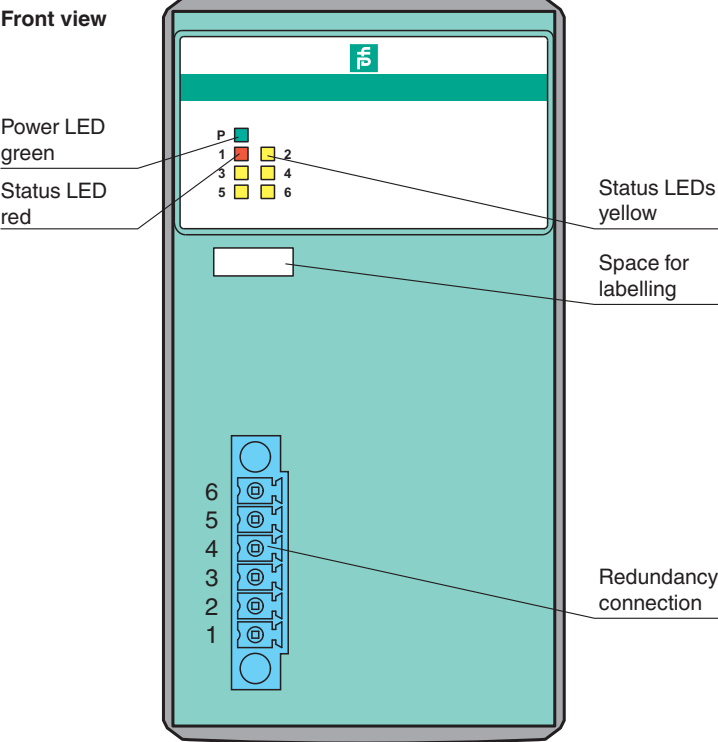 Front view
Power LED
green
P
1 2
3 4
5 6
Status LED
red
Status LEDs
yellow
Space for
labelling
6
5
4
3
2
1
Redundancy
connection